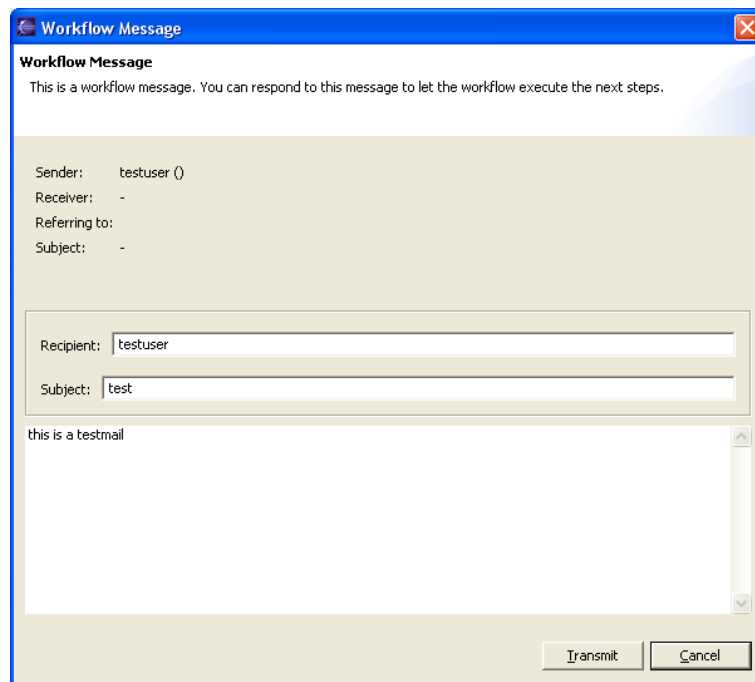 Workflow Message
Workflow Message
This is a workflow message. You can respond to this message to let the workflow execute the next steps.
Sender: testuser ()
Receiver: -
Referring to:
Subject: -
Recipient: testuser
Subject: test
this is a testmail
Transmit Cancel